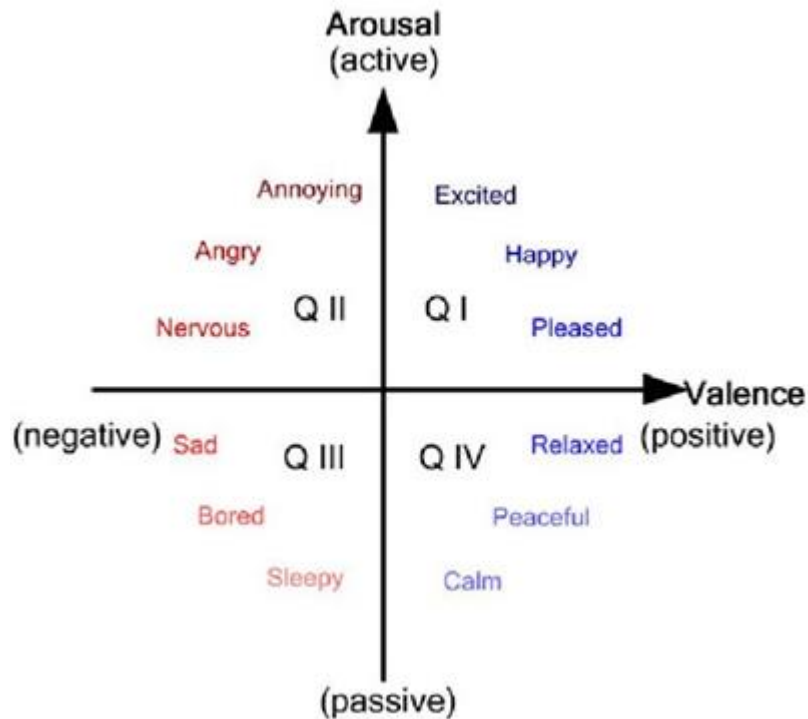 Arousal
(active)
Annoying
Excited
Angry
Happy
Q II
Q I
Nervous
Pleased
Valence
(negative)
Sad
Q III
Q IV
Relaxed
(positive)
Bored
Peaceful
Sleepy
Calm
(passive)